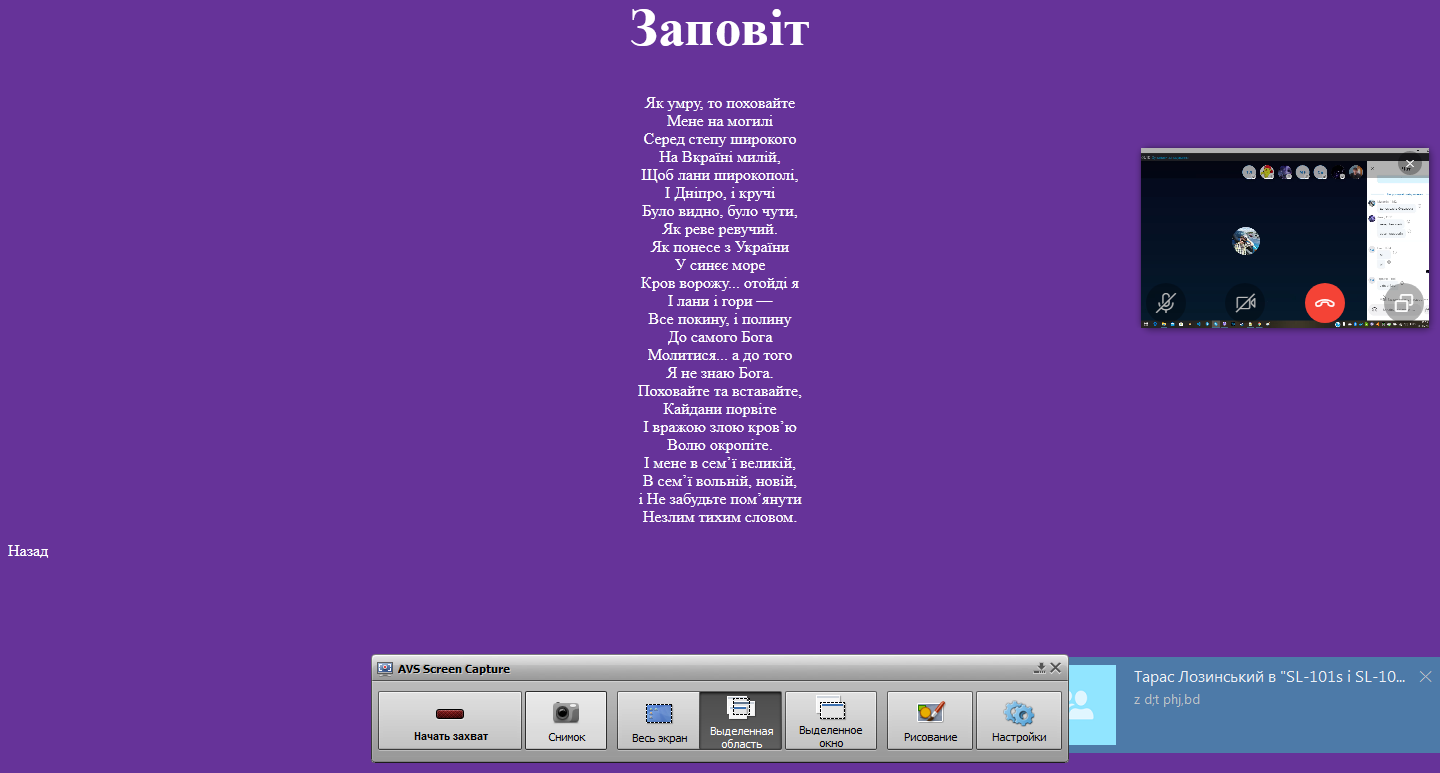 Заповіт
Як умру, то поховайте
Мене на могилі
Серед степу широкого
На Вкраїні милій,
Щоб лани широкополі,
І Дніпро, і кручі
Було видно, було чути,
Як реве ревучий.
Як понесе з України
У синєє море
Кров ворожу... отойді я
І лани і гори —
Все покину, і полину
До самого Бога
Молитися... а до того
Я не знаю Бога.
Поховайте та вставайте,
Кайдани порвіте
І вражою злою кров’ю
Волю окропіте.
І мене в сем’ї великій,
В сем’ї вольній, новій,
і Не забудьте пом’янути
Незлим тихим словом.
Назад
AVS Screen Capture
Начать захват
Снимок
Весь экран
Выделенная
область
Выделенное
окно
Рисование
Настройки
Тарас Лозинський в "SL-101s і SL-10...
z d;t phj,bd